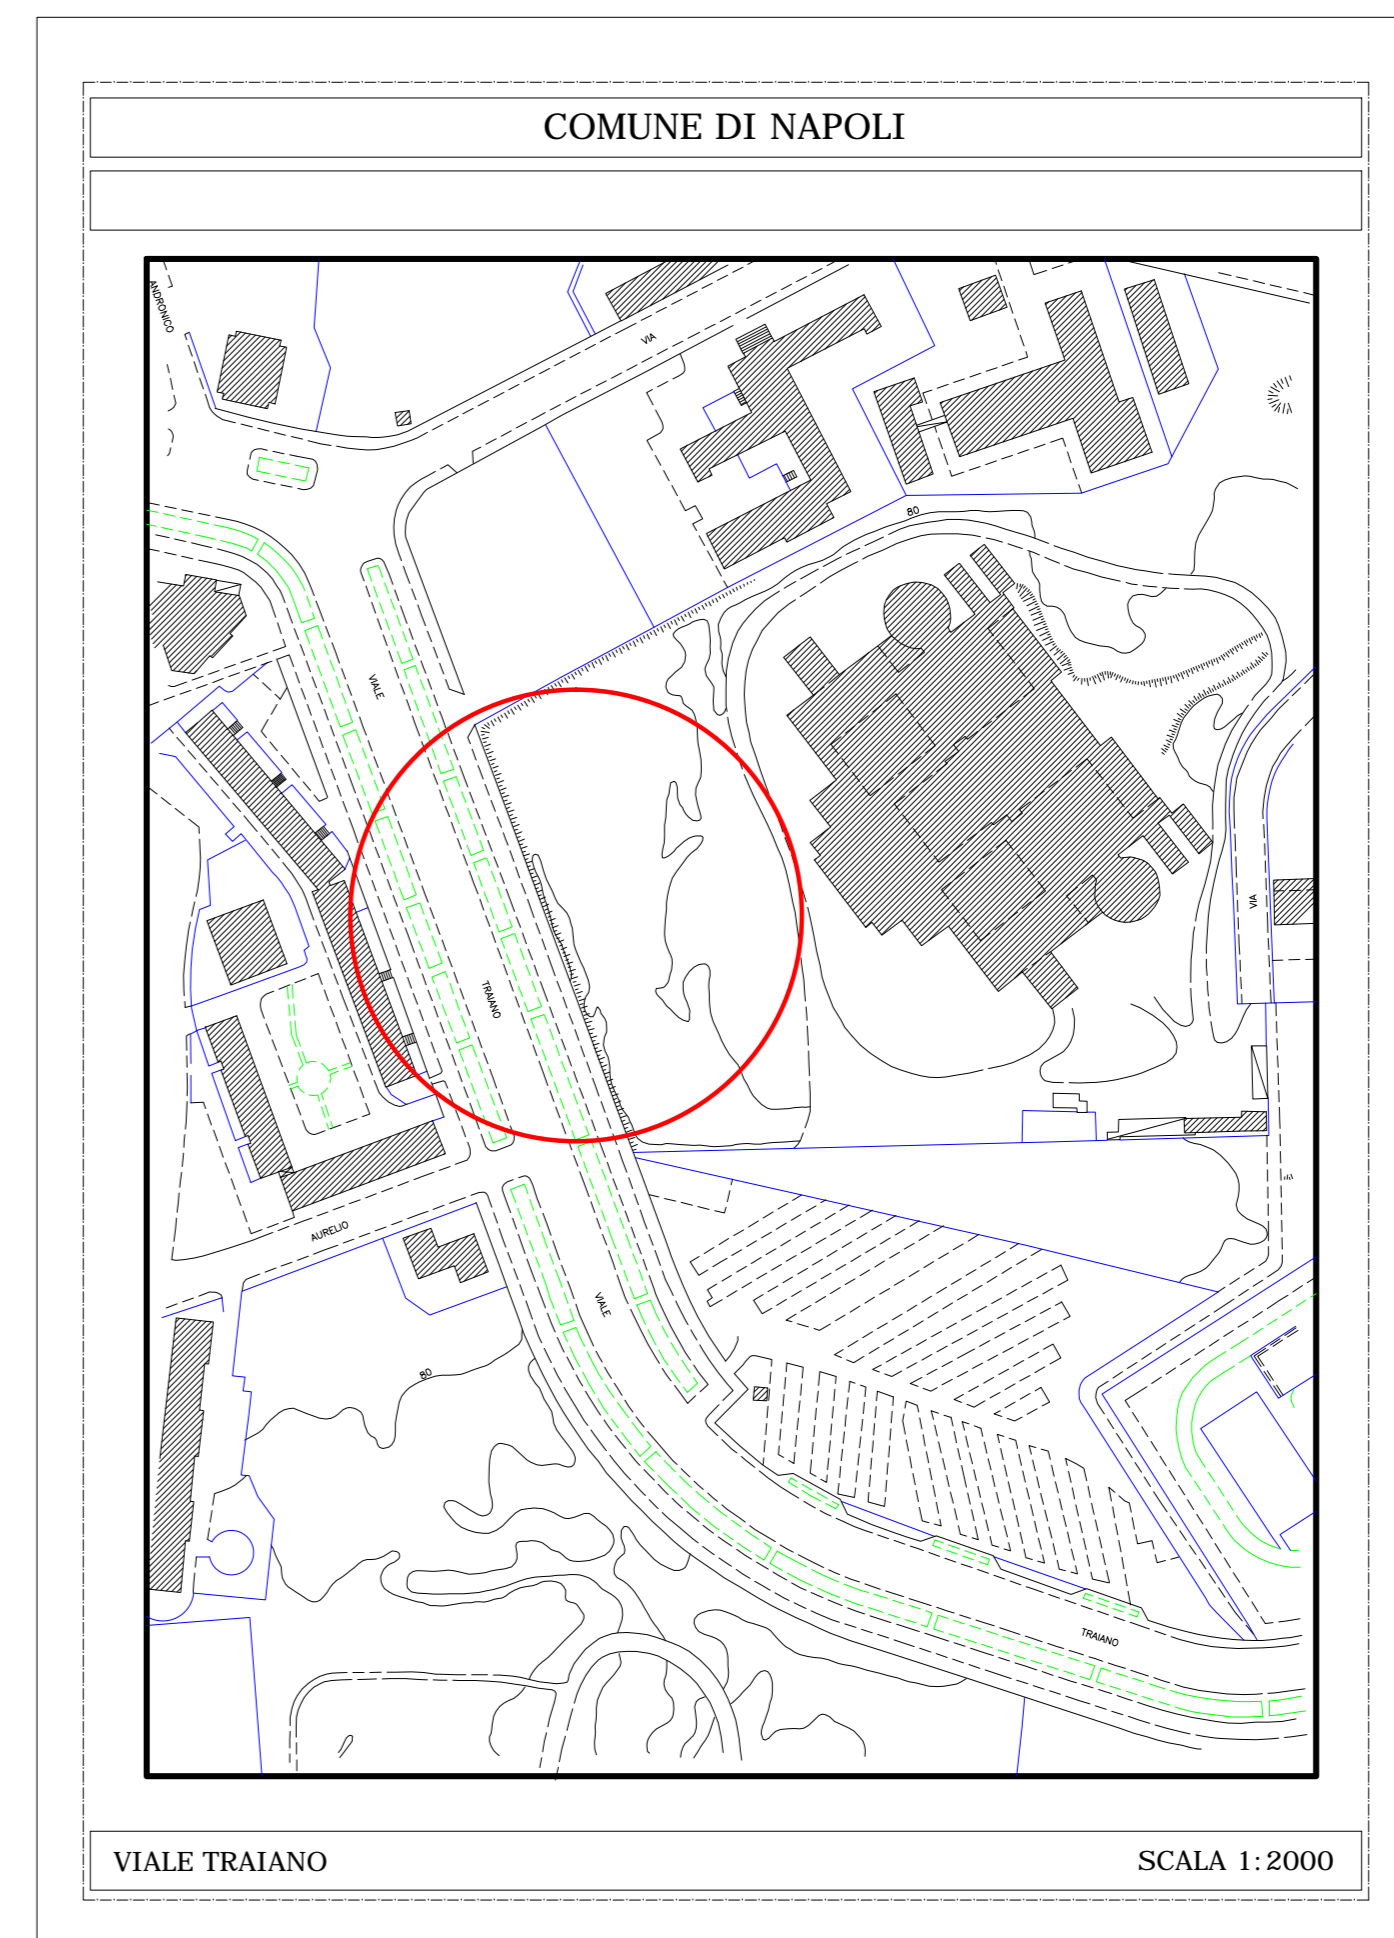 COMUNE DI NAPOLI
ANDRONICO
VIA
80
VIALE
VIA
TRAIANO
AURELIO
VIALE
80
TRAIANO
VIALE TRAIANO
SCALA 1:2000